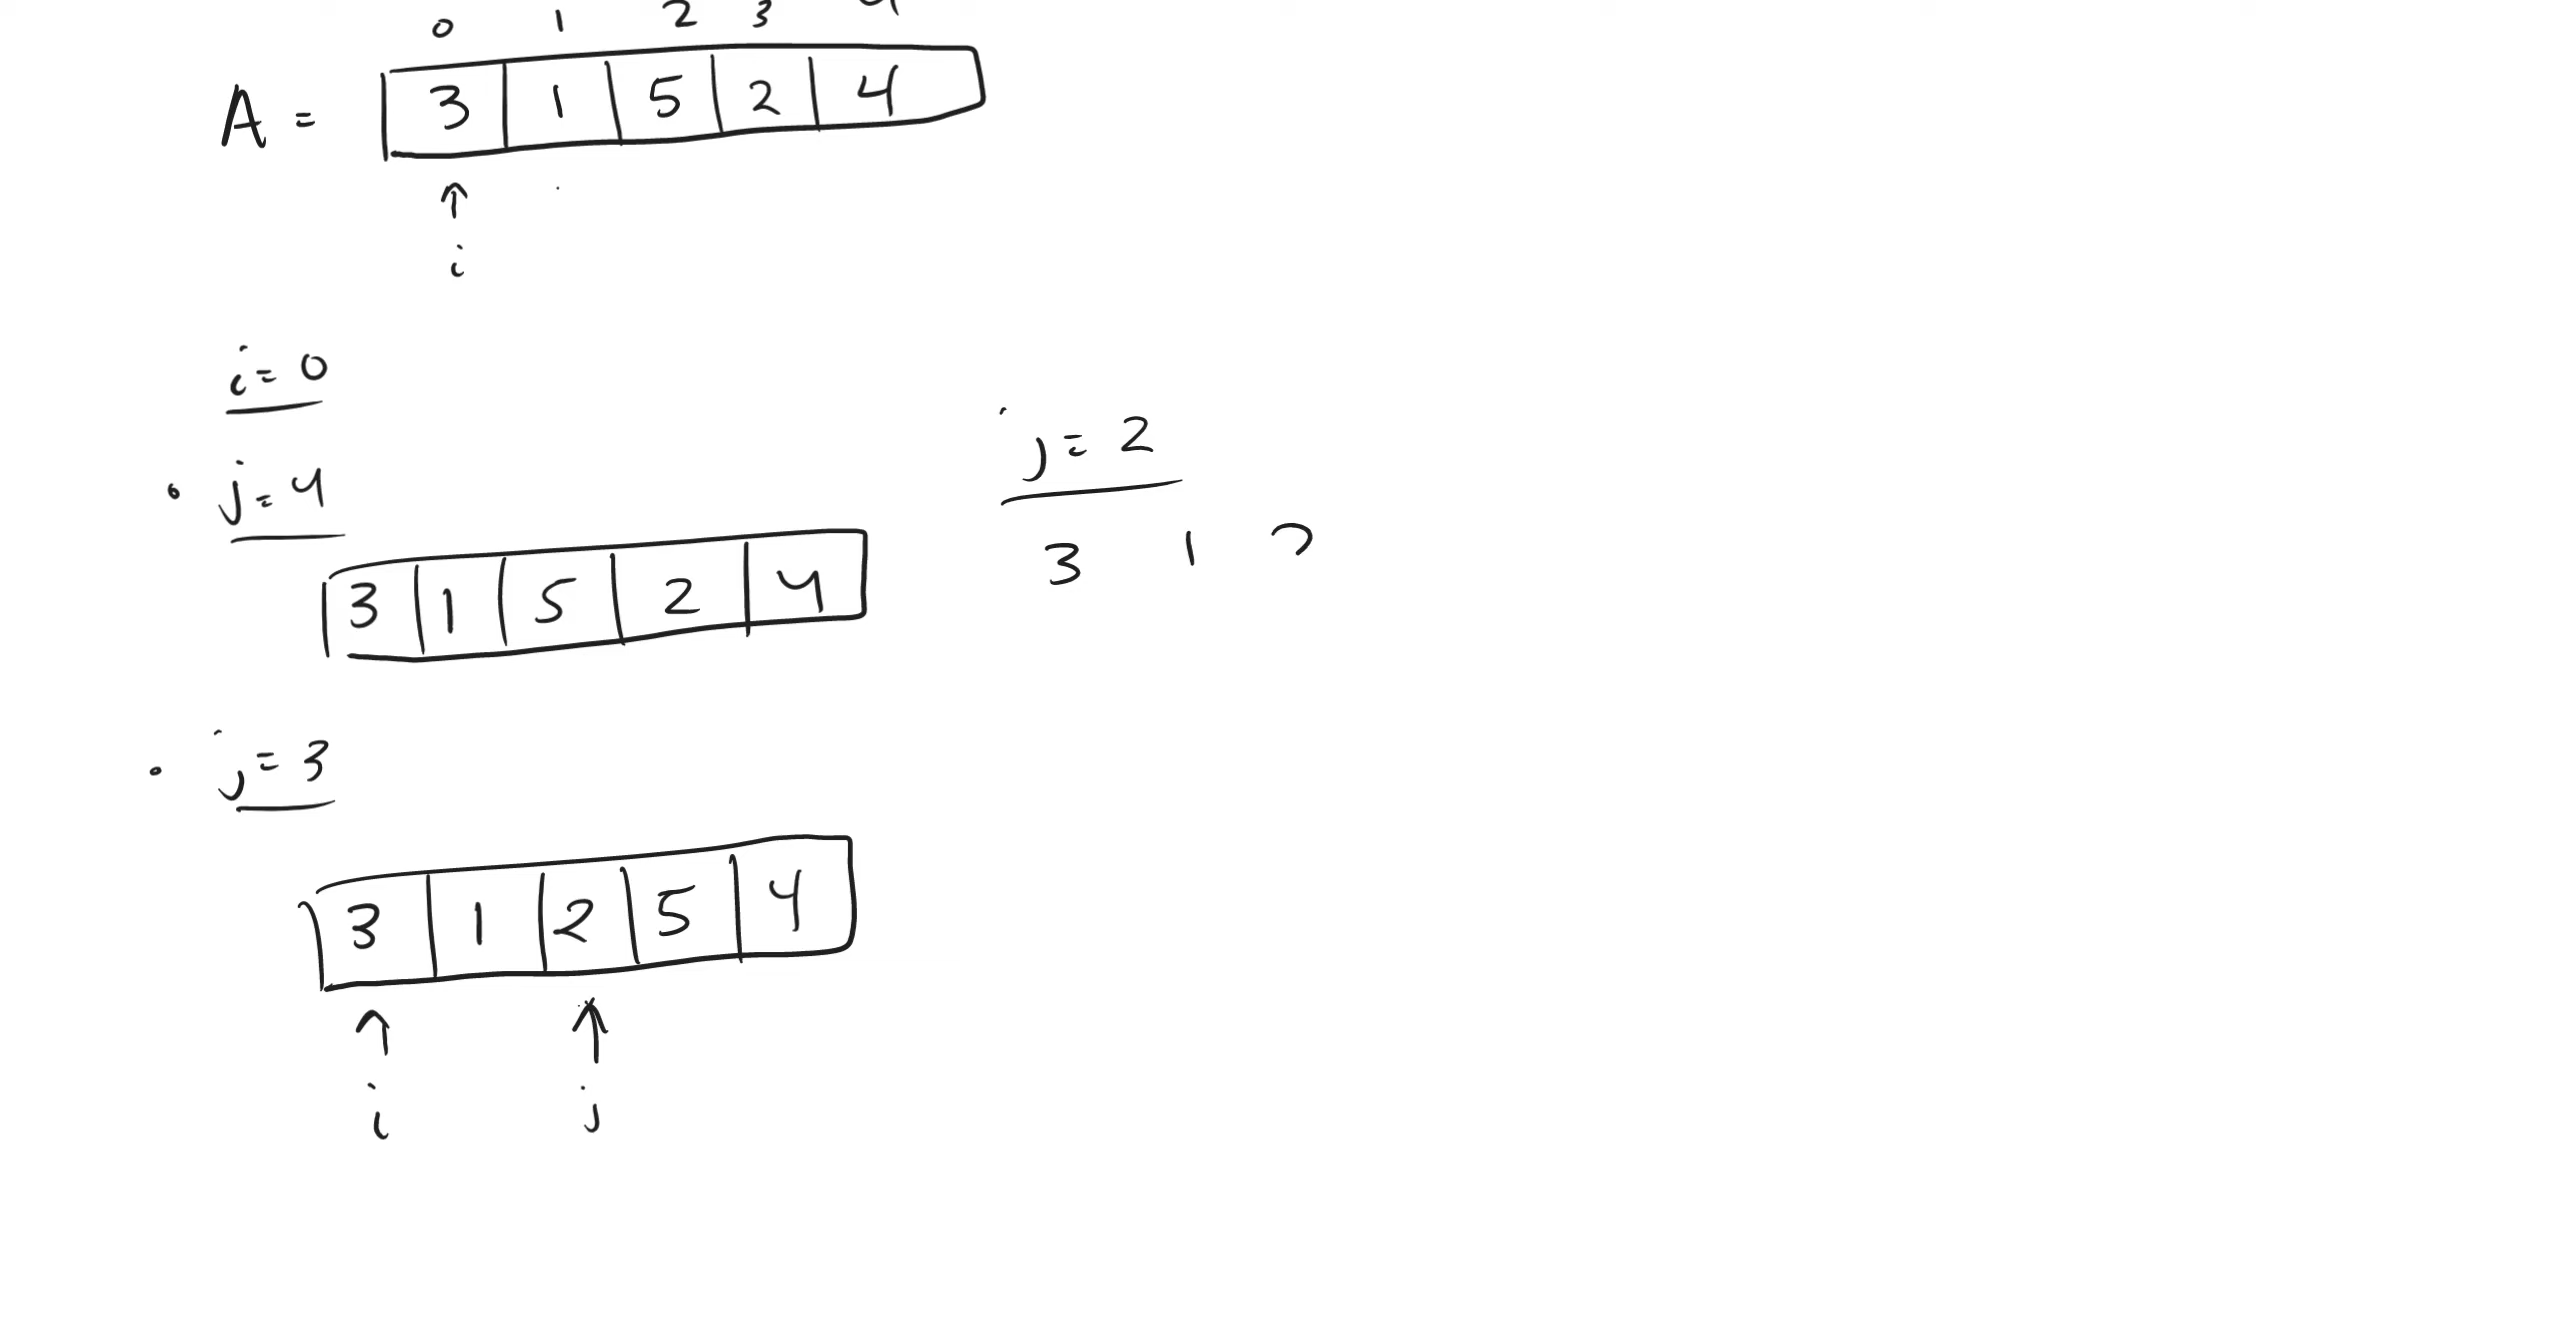 0 1 2 3 4
A = 3 1 5 2 4
i
i = 0
j = 4
3 1 5 2 4
j = 3
3 1 2 5 4
i j
j = 2
3 1